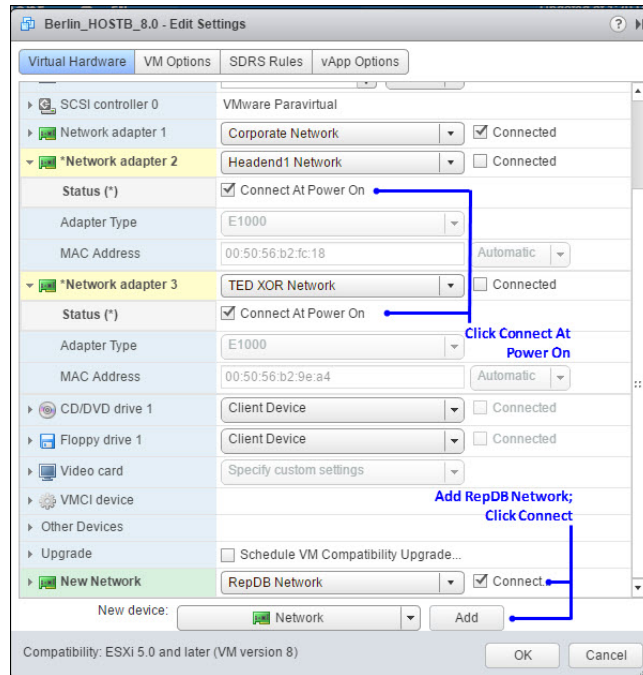 Berlin_HOSTB_8.0 - Edit Settings
Virtual Hardware VM Options SDRS Rules vApp Options
SCSI controller 0 VMware Paravirtual
Network adapter 1 Corporate Network Connected
*Network adapter 2 Headend1 Network Connected
Status (*) Connect At Power On
Adapter Type E1000
MAC Address 00:50:56:b2:fc:18 Automatic
*Network adapter 3 TED XOR Network Connected
Status (*) Connect At Power On
Click Connect At
Power On
Adapter Type E1000
MAC Address 00:50:56:b2:9e:a4 Automatic
CD/DVD drive 1 Client Device Connected
Floppy drive 1 Client Device Connected
Video card Specify custom settings
VMCI device
Add RepDB Network;
Click Connect
Other Devices
Upgrade Schedule VM Compatibility Upgrade...
New Network RepDB Network Connect.
New device: Network Add
Compatibility: ESXi 5.0 and later (VM version 8) OK Cancel